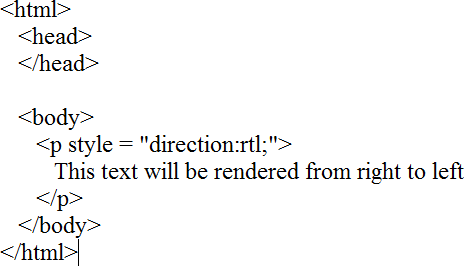 <html>
<head>
</head>
<body>
<p style = "direction:rtl;">
This text will be rendered from right to left
</p>
</body>
</html>